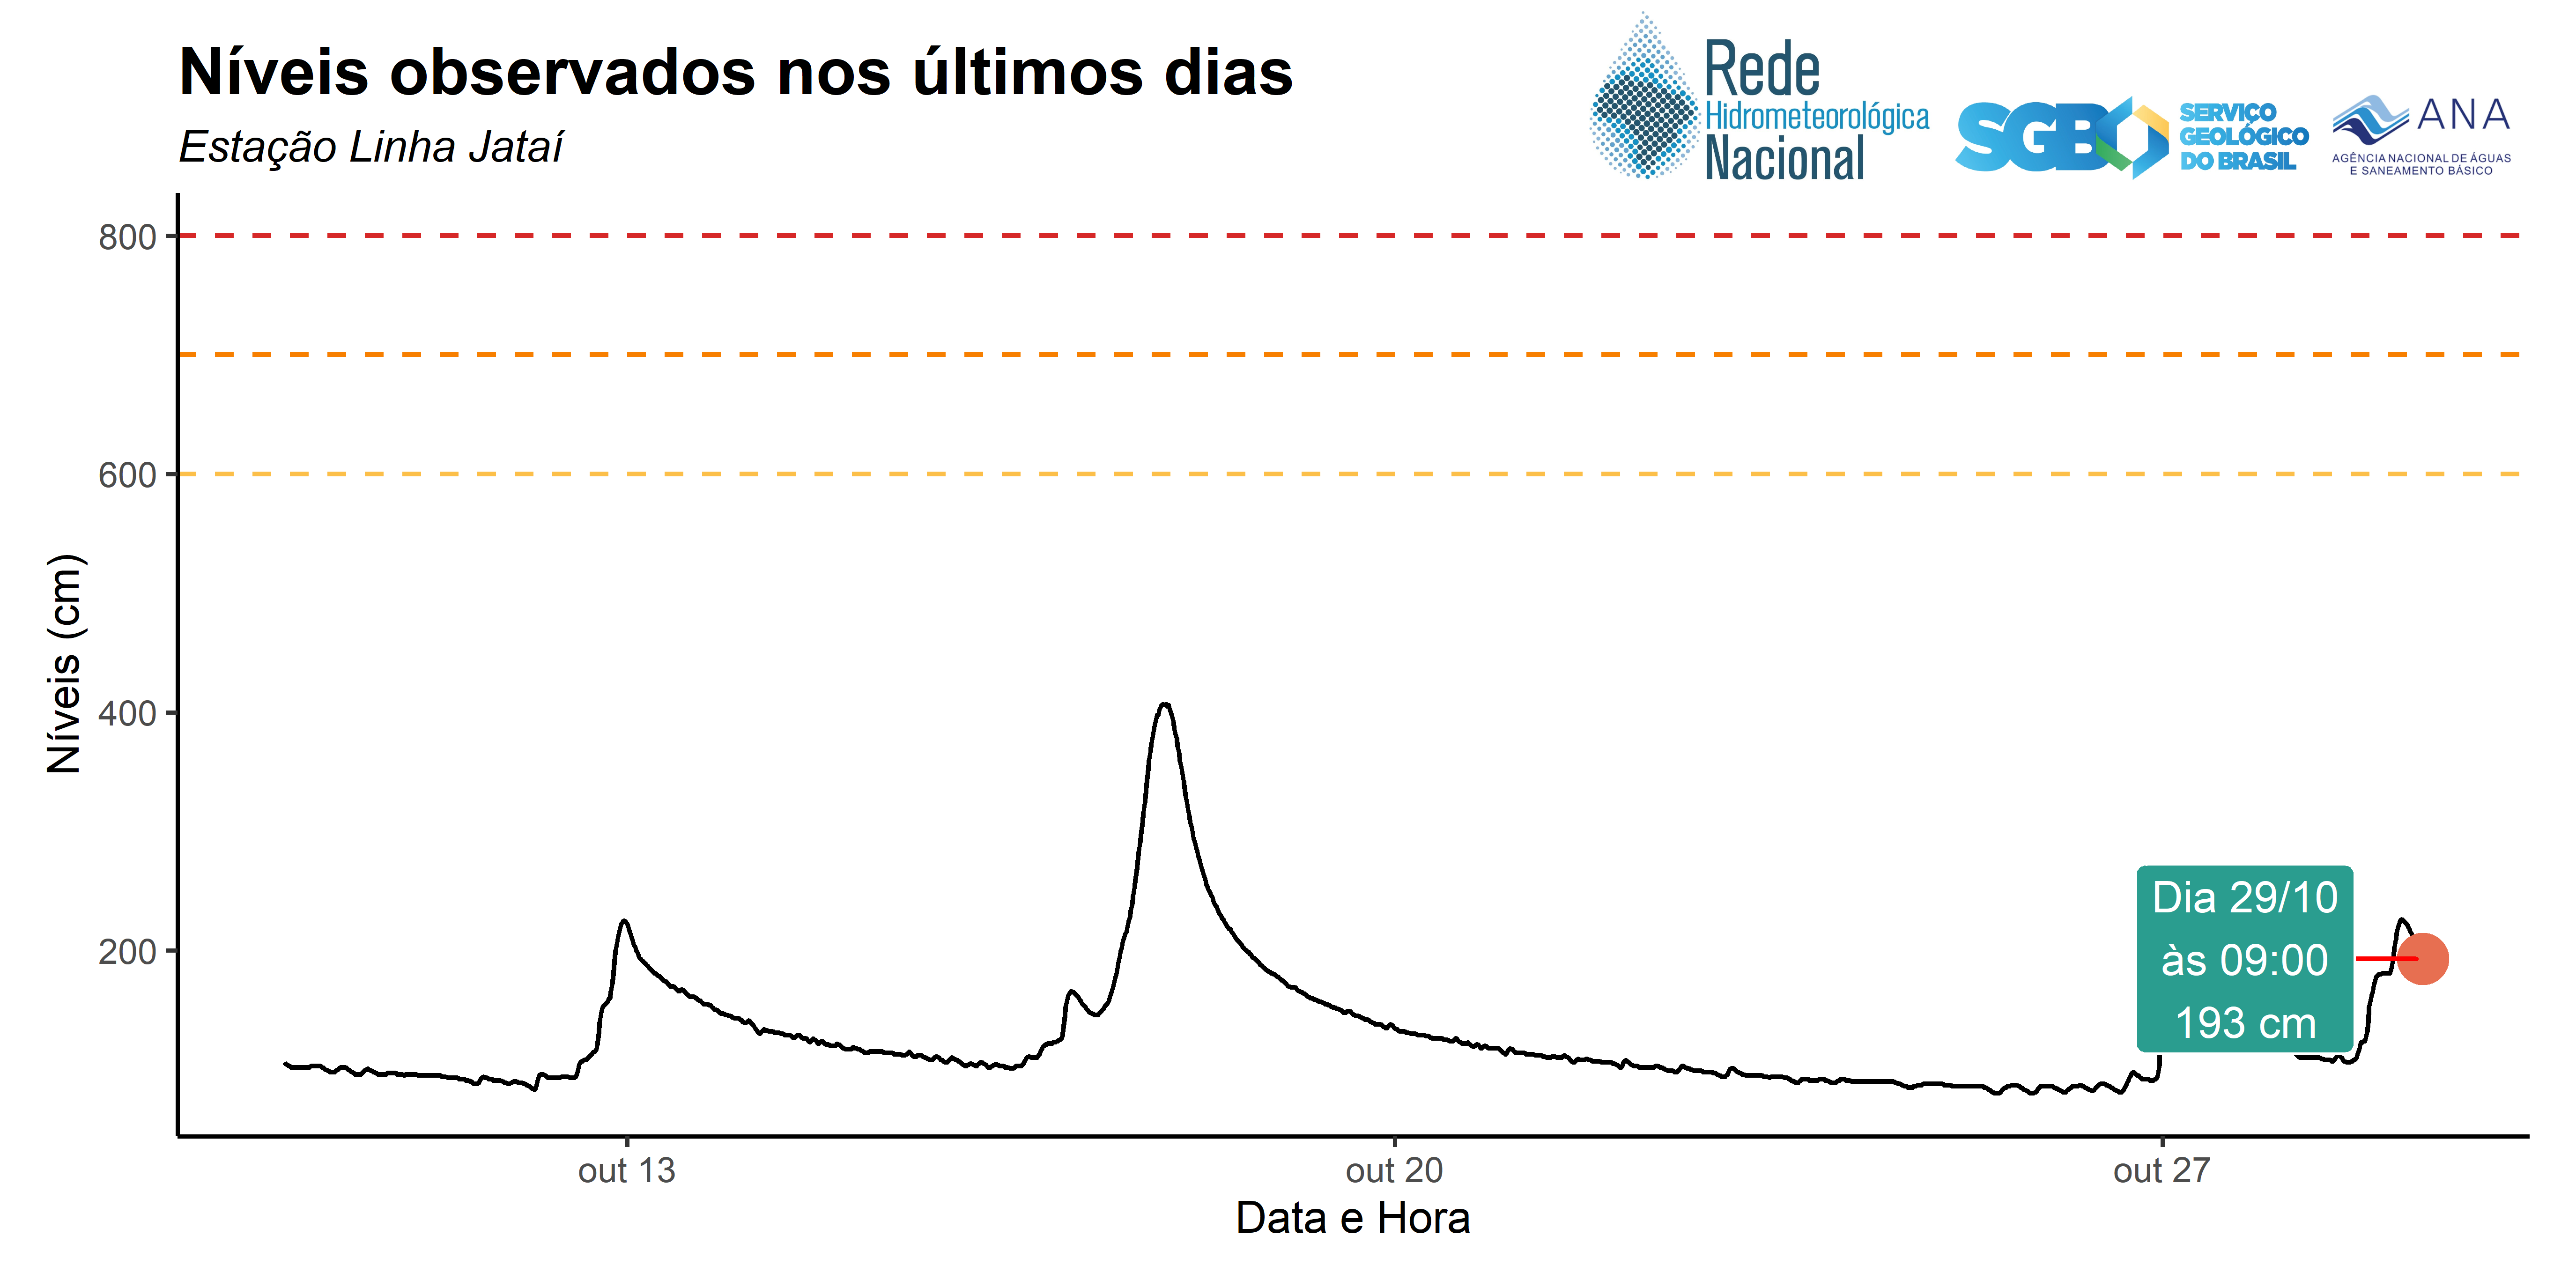 Níveis observados nos últimos dias
Estação Linha Jataí
Rede
Hidrometeorológica
Nacional
SGB
SERVIÇO
GEOLÓGICO
DO BRASIL
ANA
AGÊNCIA NACIONAL DE ÁGUAS
E SANEAMENTO BÁSICO
800
600
400
200
Níveis (cm)
Dia 29/10
às 09:00
193 cm
out 13
out 20
out 27
Data e Hora